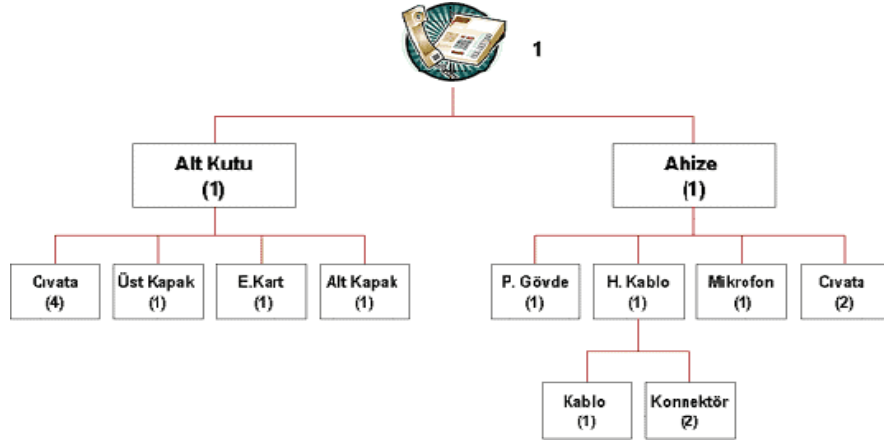 1
Alt Kutu
(1)
Ahize
(1)
Cıvata
(4)
Üst Kapak
(1)
E.Kart
(1)
Alt Kapak
(1)
P. Gövde
(1)
H. Kablo
(1)
Mikrofon
(1)
Cıvata
(2)
Kablo
(1)
Konnektör
(2)